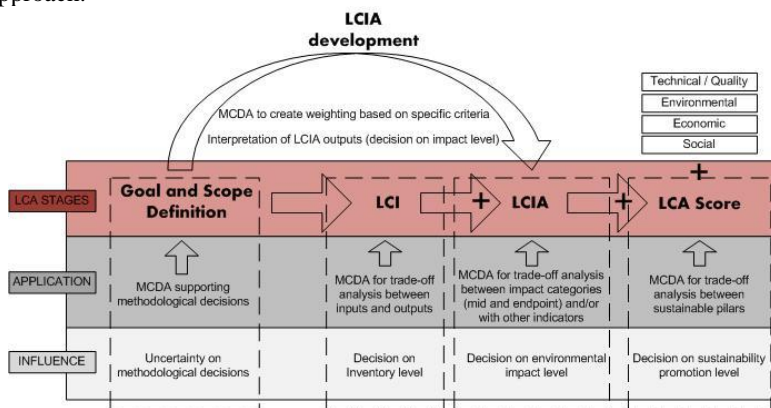 pproach.
LCIA
development
MCDA to create weighting based on specific criteria
Interpretation of LCIA outputs (decision on impact level)
Technical / Quality
Environmental
Economic
Social
+
LCA STAGES
Goal and Scope
Definition
LCI
+
LCIA
+
LCA Score
APPLICATION
MCDA supporting
methodological decisions
MCDA for trade-off
analysis between
inputs and outputs
MCDA for trade-off analysis
between impact categories
(mid and endpoint) and/or
with other indicators
MCDA for trade-off
analysis between
sustainable pilars
INFLUENCE
Uncertainty on
methodological decisions
Decision on
Inventory level
Decision on environmental
impact level
Decision on sustainability
promotion level